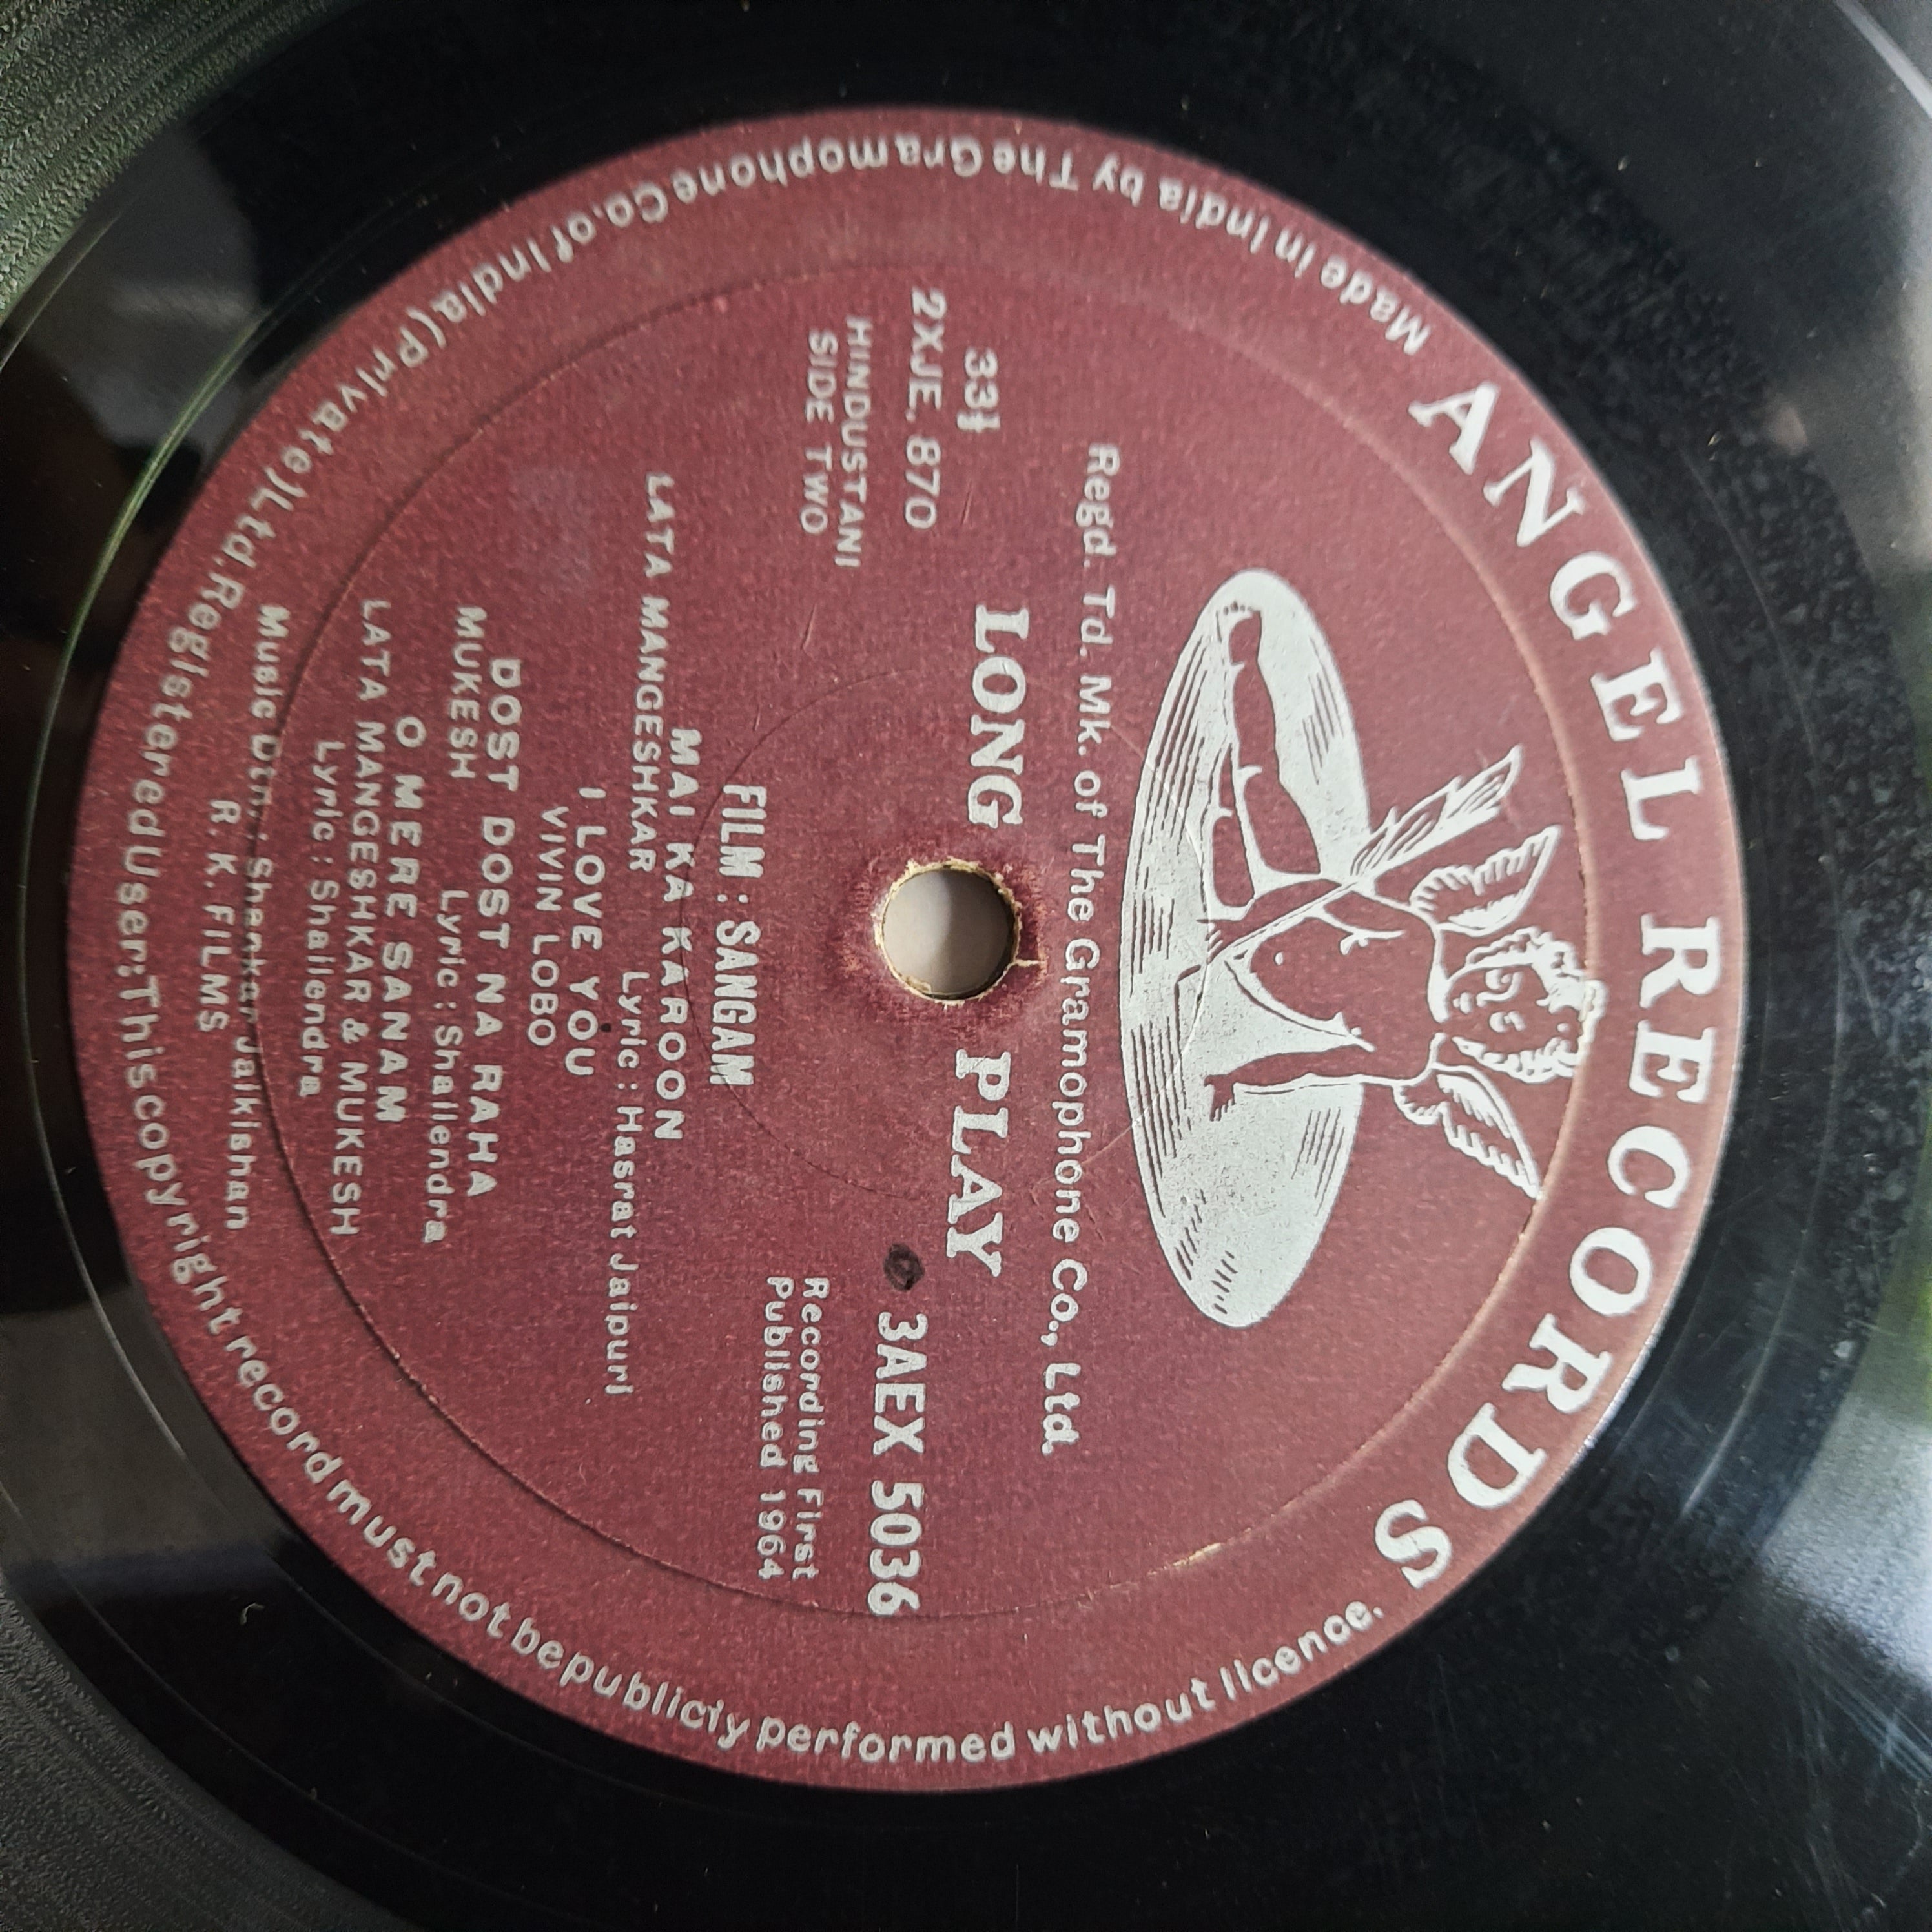 ANGEL RECORDS
Regd. Td. Mk. of The Gramophone Co., Ltd.
LONG PLAY
33⅓
2XJE. 870
HINDUSTANI
SIDE TWO
3AEX 5036
Recording First
Published 1964
FILM : SANGAM
MAI KA KAROON
LATA MANGESHKAR
Lyric : Hasrat Jaipuri
I LOVE YOU
VIVIN LOBO
DOST DOST NA RAHA
MUKESH
Lyric : Shailendra
O MERE SANAM
LATA MANGESHKAR & MUKESH
Lyric : Shailendra
Music Dtn.: Shanker Jaikishan
R. K. FILMS
Made in India by The Gramophone Co. of India (Private) Ltd. Registered User: This copyright record must not be publicly performed without licence.